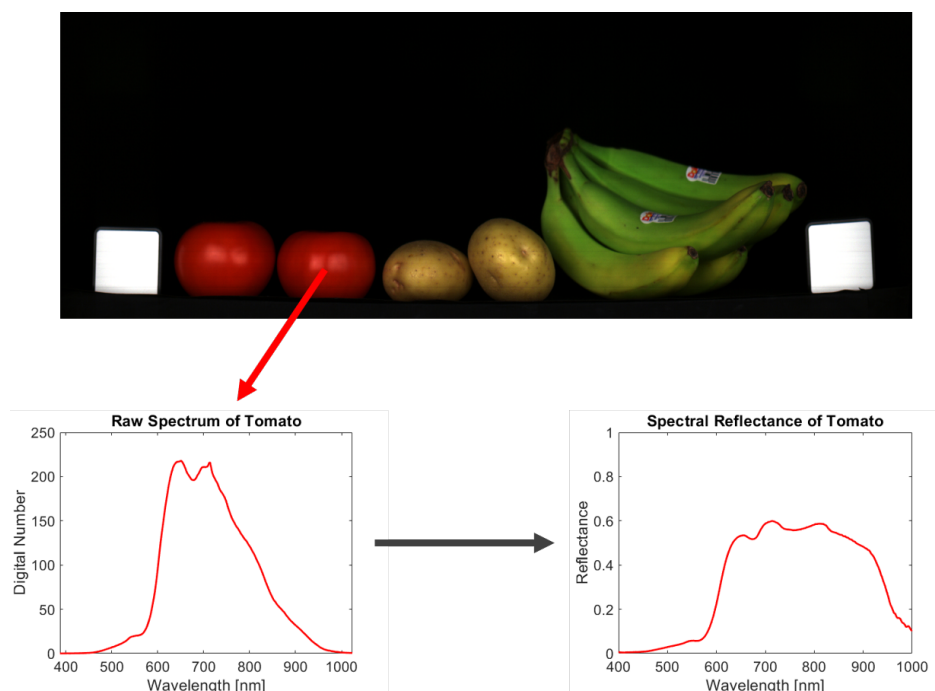 Raw Spectrum of Tomato
250
200
150
100
50
0
Digital Number
400 500 600 700 800 900 1000
Wavelength [nm]
Spectral Reflectance of Tomato
1
0.8
0.6
0.4
0.2
0
Reflectance
400 500 600 700 800 900 1000
Wavelength [nm]